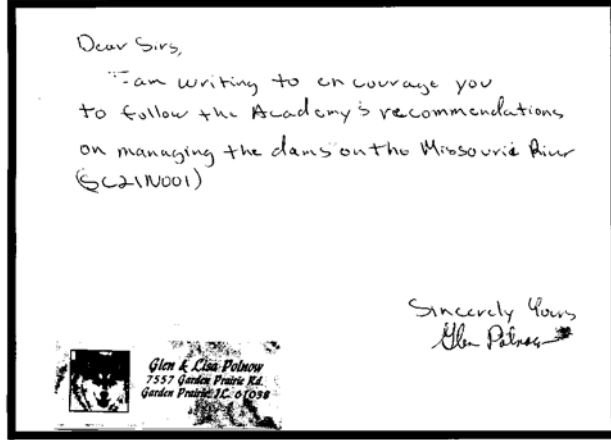 Dear Sirs,
I am writing to encourage you
to follow the Academy's recommendations
on managing the dams on the Missourie River
(SC21N001)
Sincerely Yours
Glen Polnow
Glen & Lisa Polnow
7557 Garden Prairie Rd.
Garden Prairie, IL 61038